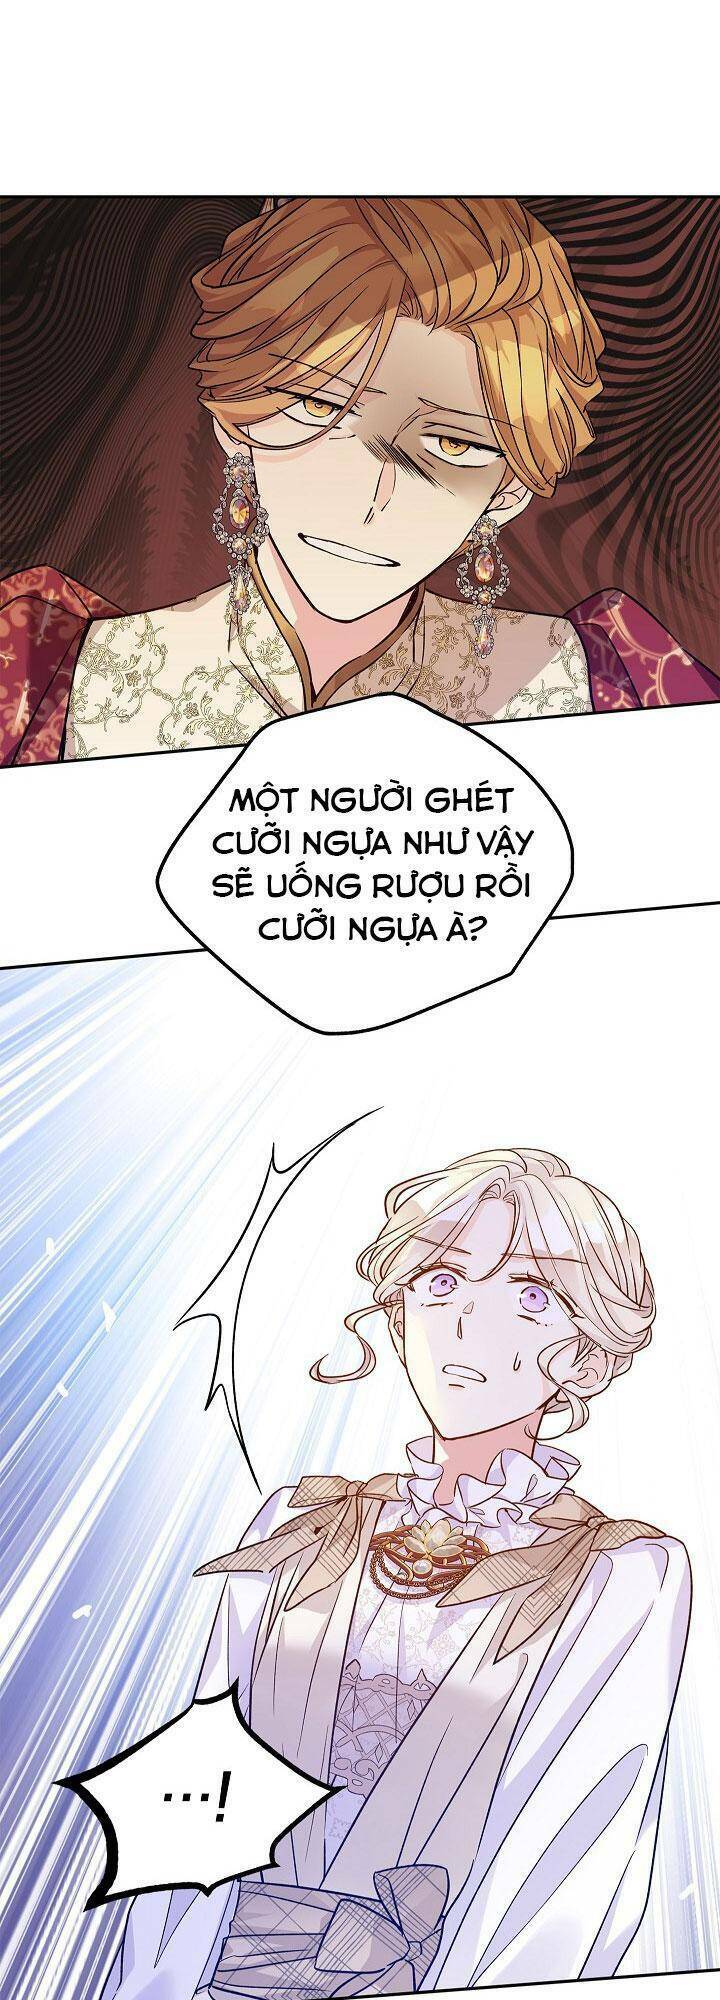 MỘT NGƯỜI GHÉT
CƯỠI NGỰA NHƯ VẬY
SẼ UỐNG RƯỢU RỒI
CƯỠI NGỰA À?
...!